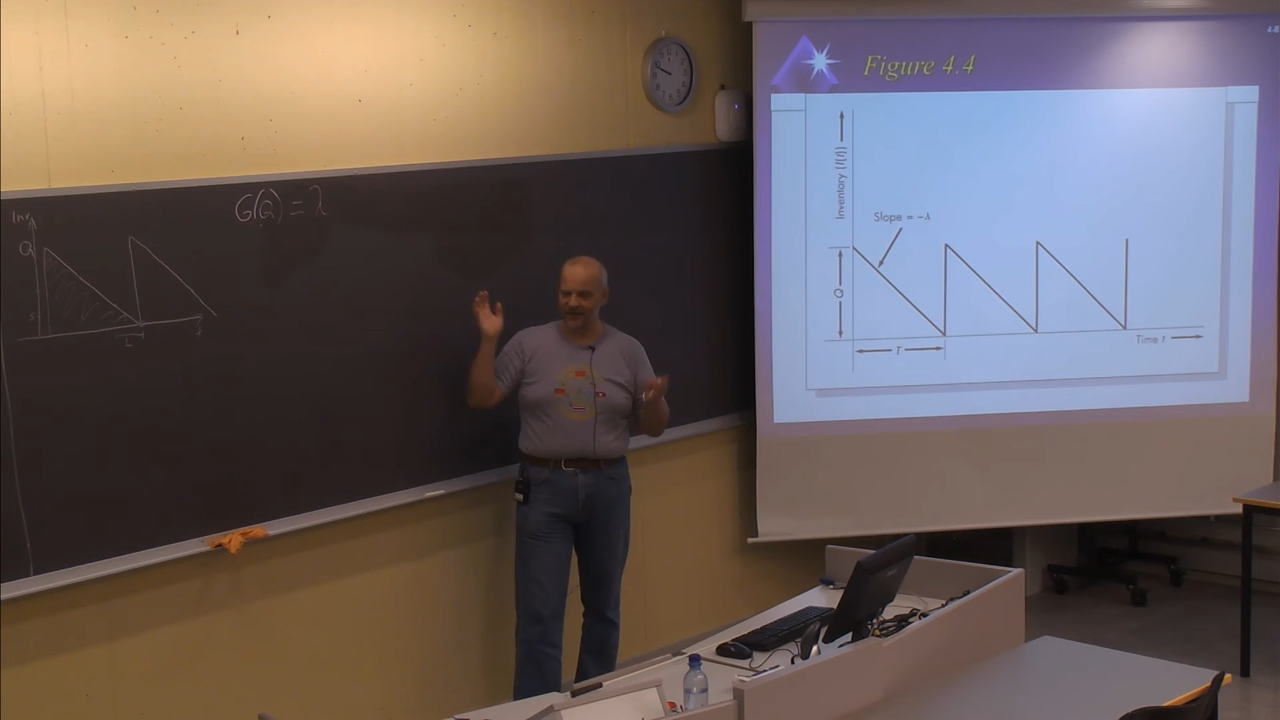 Inv
Q
s
L
t
G(Q) = λ
Figure 4.4
Inventory (I(t))
Slope = -λ
Q
T
Time t